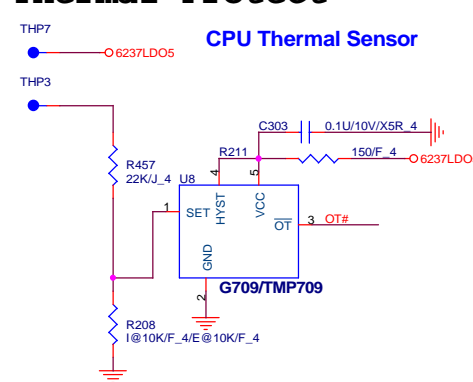 Thermal Protect
THP7
CPU Thermal Sensor
6237LDO5
THP3
C303 0.1U/10V/X5R_4
R211 150/F_4 6237LDO
R457
22K/J_4 U8
4 5
1 SET HYST VCC OT 3 OT#
GND
2 G709/TMP709
R208
I@10K/F_4/E@10K/F_4